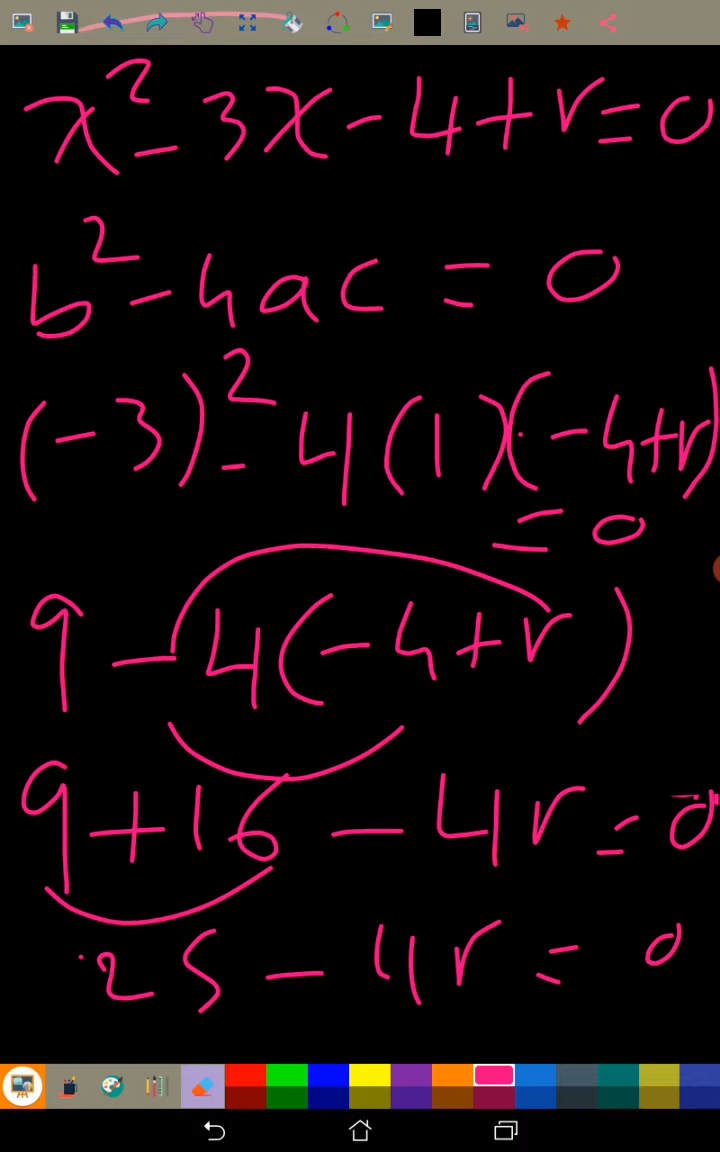 x² - 3x - 4 + r = 0
b² - 4ac = 0
(-3)² - 4(1)(-4+r)
= 0
9 - 4(-4+r)
9 + 16 - 4r = 0
25 - 4r = 0